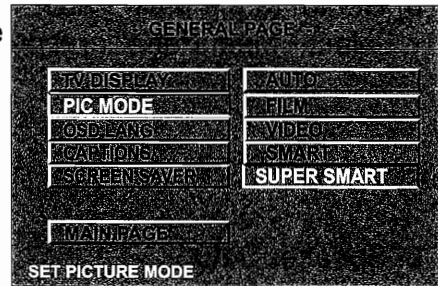 e
GENERAL PAGE
TV DISPLAY
PIC MODE
OSD LANG
CAPTIONS
SCREEN SAVER
MAIN PAGE
AUTO
FILM
VIDEO
SMART
SUPER SMART
SET PICTURE MODE